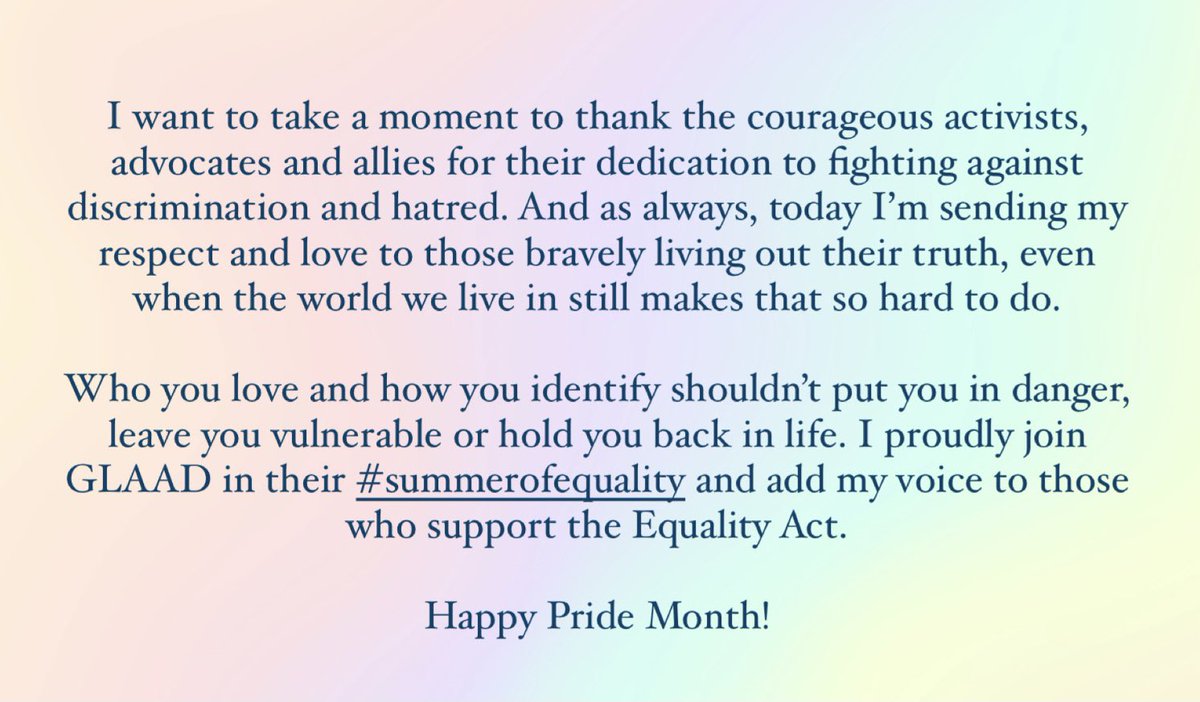 I want to take a moment to thank the courageous activists,
advocates and allies for their dedication to fighting against
discrimination and hatred. And as always, today I’m sending my
respect and love to those bravely living out their truth, even
when the world we live in still makes that so hard to do.
Who you love and how you identify shouldn’t put you in danger,
leave you vulnerable or hold you back in life. I proudly join
GLAAD in their #summerofequality and add my voice to those
who support the Equality Act.
Happy Pride Month!